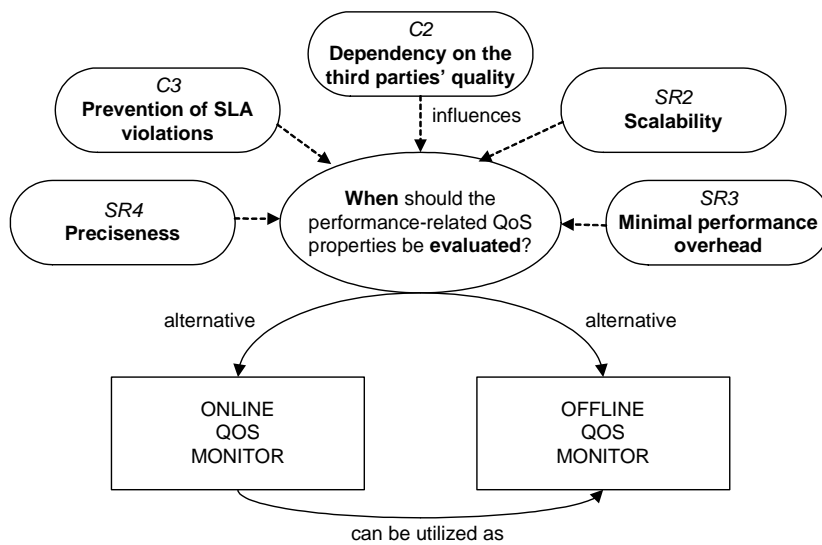 C2
Dependency on the
third parties' quality
C3
Prevention of SLA
violations
influences
SR2
Scalability
SR4
Preciseness
When should the
performance-related QoS
properties be evaluated?
SR3
Minimal performance
overhead
alternative
alternative
ONLINE
QOS
MONITOR
OFFLINE
QOS
MONITOR
can be utilized as